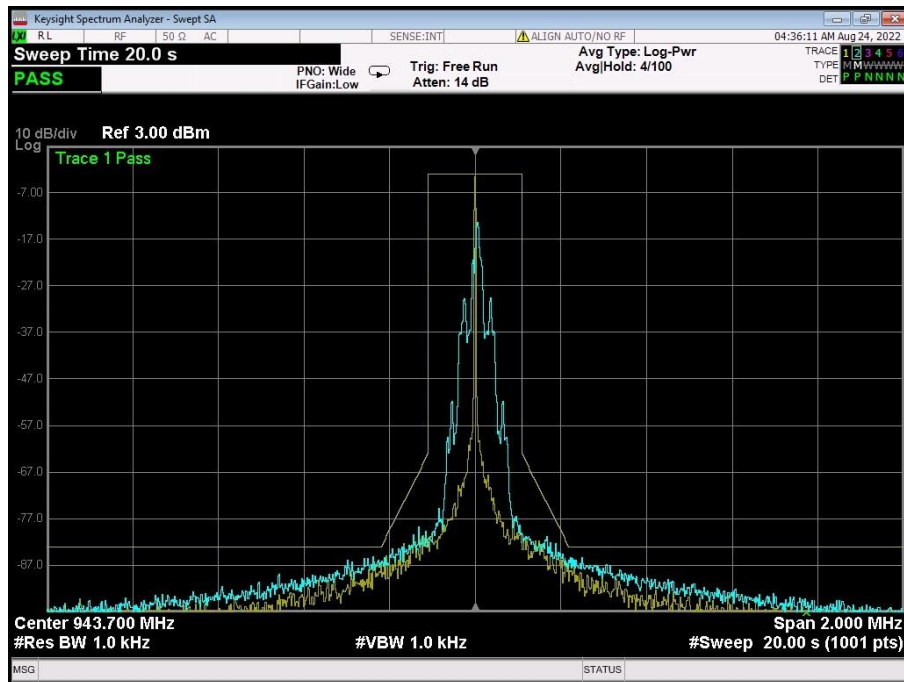 Keysight Spectrum Analyzer - Swept SA
LXI RL RF 50 Ω AC SENSE:INT ALIGN AUTO/NO RF 04:36:11 AM Aug 24, 2022
Sweep Time 20.0 s
PASS
PNO: Wide
IFGain:Low
Trig: Free Run
Atten: 14 dB
Avg Type: Log-Pwr
Avg|Hold: 4/100
TRACE 1 2 3 4 5 6
TYPE M M W W W W
DET P P N N N N
10 dB/div Ref 3.00 dBm
Log
Trace 1 Pass
-7.00
-17.0
-27.0
-37.0
-47.0
-57.0
-67.0
-77.0
-87.0
Center 943.700 MHz Span 2.000 MHz
#Res BW 1.0 kHz #VBW 1.0 kHz #Sweep 20.00 s (1001 pts)
MSG STATUS